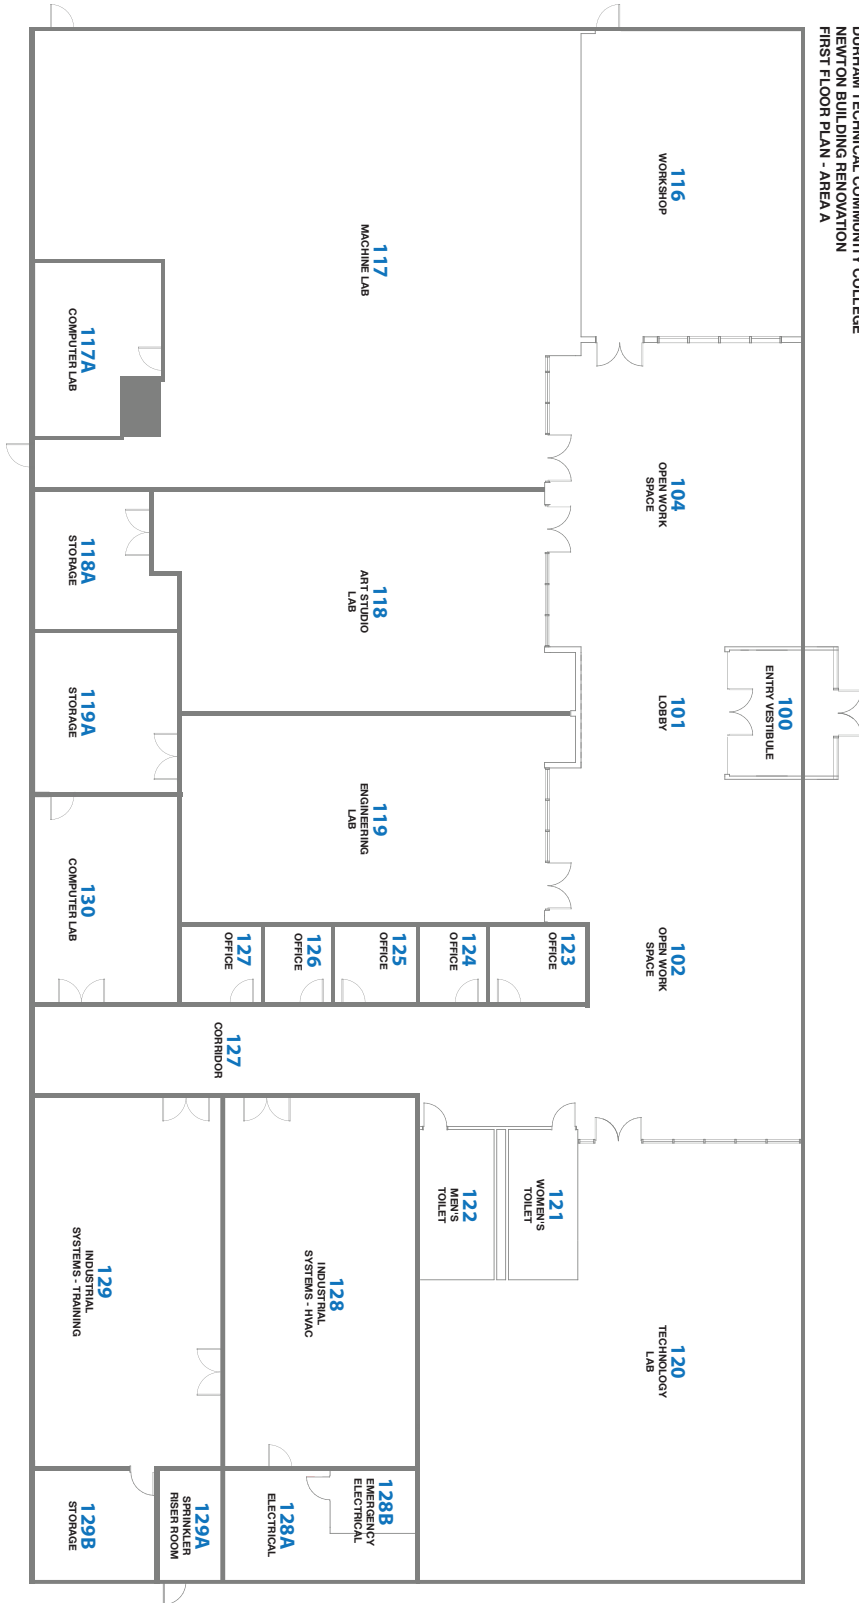 DURHAM TECHNICAL COMMUNITY COLLEGE
NEWTON BUILDING RENOVATION
FIRST FLOOR PLAN - AREA A
116
WORKSHOP
117
MACHINE LAB
117A
COMPUTER LAB
104
OPEN WORK
SPACE
118
ART STUDIO
LAB
118A
STORAGE
100
ENTRY VESTIBULE
101
LOBBY
119A
STORAGE
119
ENGINEERING
LAB
130
COMPUTER LAB
102
OPEN WORK
SPACE
123
OFFICE
124
OFFICE
125
OFFICE
126
OFFICE
127
OFFICE
127
CORRIDOR
121
WOMEN'S
TOILET
122
MEN'S
TOILET
120
TECHNOLOGY
LAB
128
INDUSTRIAL
SYSTEMS - HVAC
129
INDUSTRIAL
SYSTEMS - TRAINING
128B
EMERGENCY
ELECTRICAL
128A
ELECTRICAL
129A
SPRINKLER
RISER ROOM
129B
STORAGE